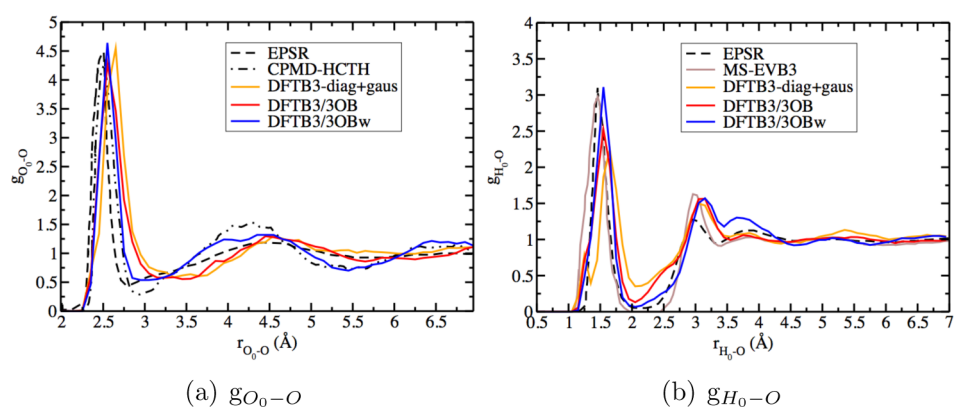 5
4.5
4
3.5
3
2.5
2
1.5
1
0.5
0
g_{O_0-O}
EPSR
CPMD-HCTH
DFTB3-diag+gaus
DFTB3/3OB
DFTB3/3OBw
2 2.5 3 3.5 4 4.5 5 5.5 6 6.5
r_{O_0-O} (Å)
(a) g_{O_0-O}
4
3.5
3
2.5
2
1.5
1
0.5
0
g_{H_0-O}
EPSR
MS-EVB3
DFTB3-diag+gaus
DFTB3/3OB
DFTB3/3OBw
0.5 1 1.5 2 2.5 3 3.5 4 4.5 5 5.5 6 6.5 7
r_{H_0-O} (Å)
(b) g_{H_0-O}